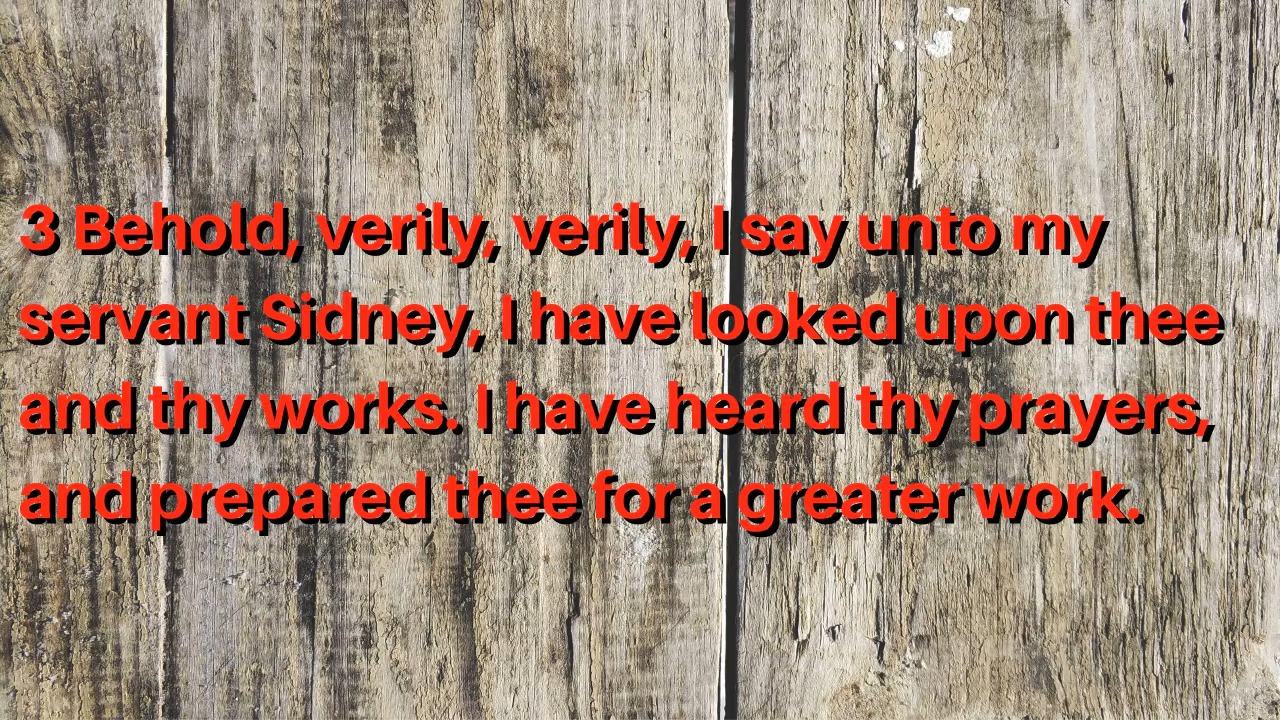 3 Behold, verily, verily, I say unto my
servant Sidney, I have looked upon thee
and thy works. I have heard thy prayers,
and prepared thee for a greater work.